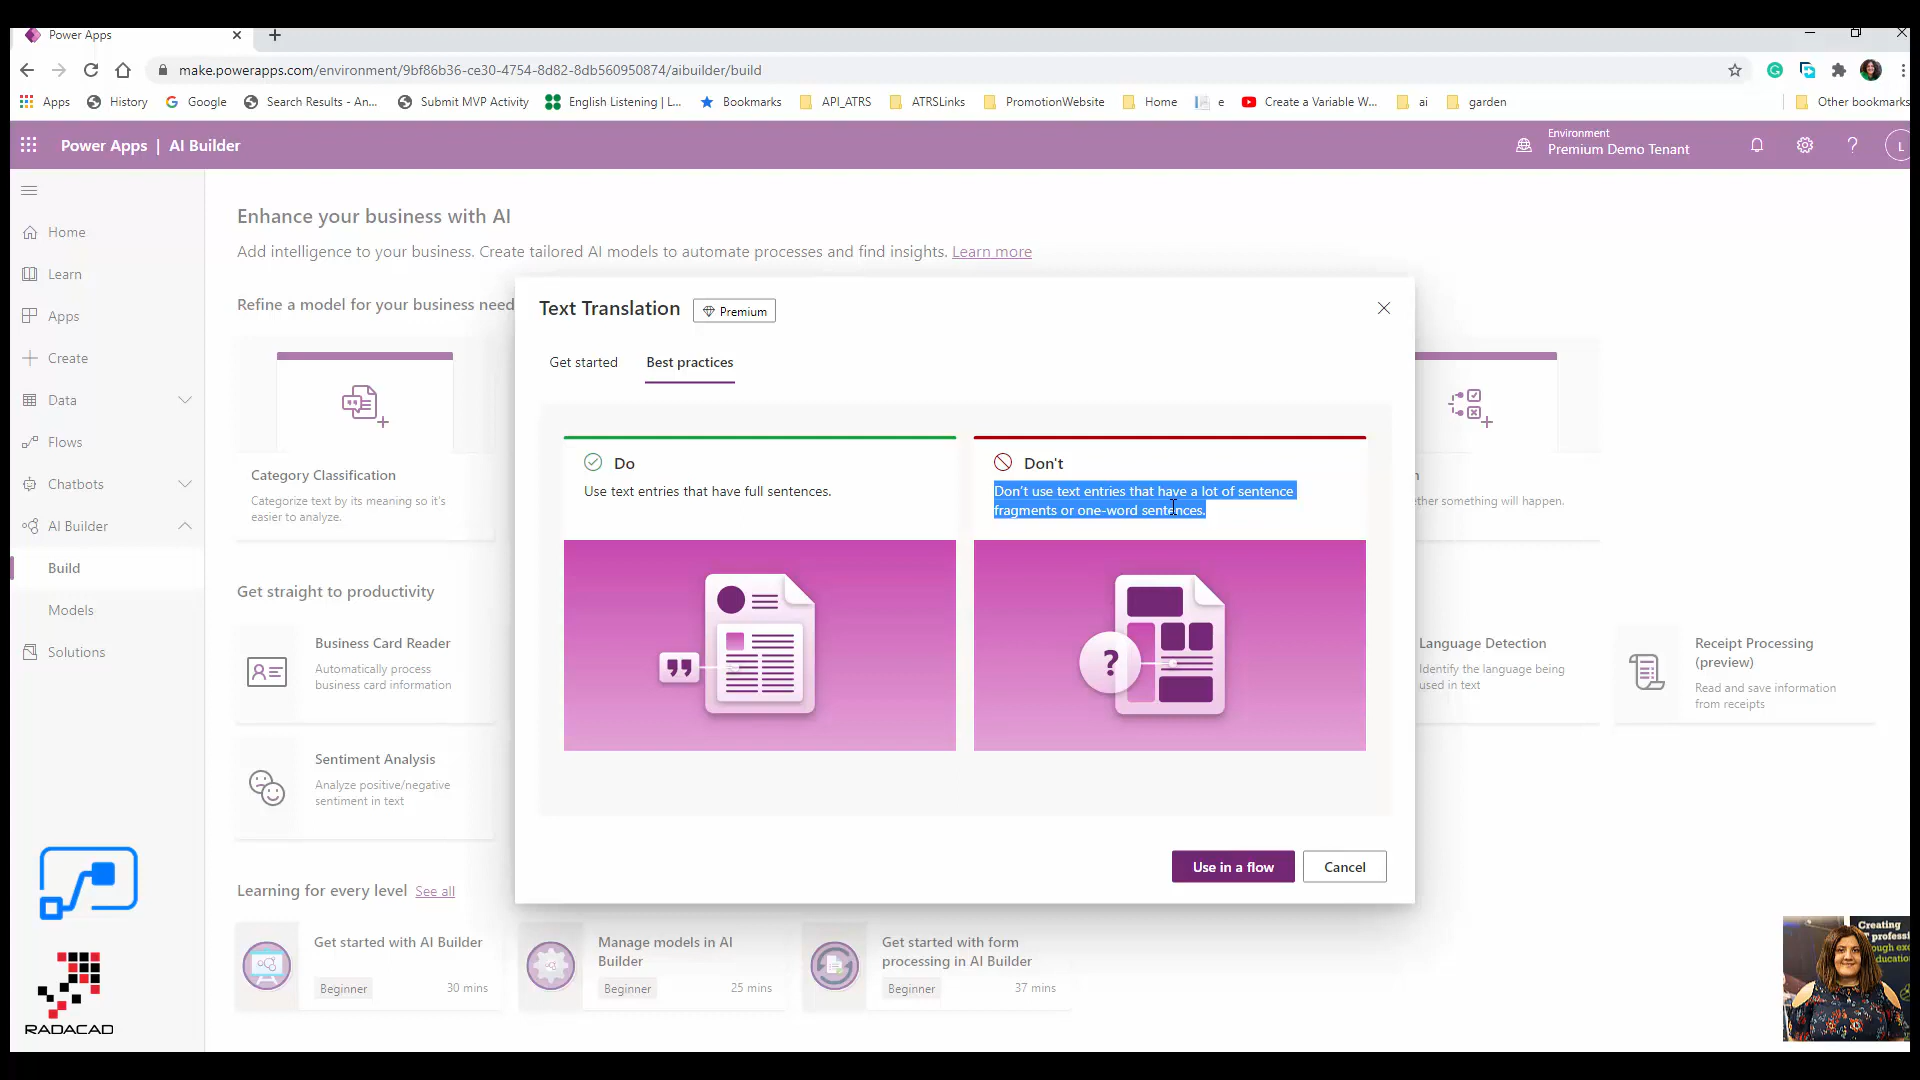 Power Apps
make.powerapps.com/environment/9bf86b36-ce30-4754-8d82-8db560950874/aibuilder/build
Apps
History
Google
Search Results - An...
Submit MVP Activity
English Listening | L...
Bookmarks
API_ATRS
ATRSLinks
PromotionWebsite
Home
e
Create a Variable W...
ai
garden
Other bookmarks
Power Apps | AI Builder
Environment
Premium Demo Tenant
L
Home
Learn
Apps
Create
Data
Flows
Chatbots
AI Builder
Build
Models
Solutions
Enhance your business with AI
Add intelligence to your business. Create tailored AI models to automate processes and find insights. Learn more
Refine a model for your business need
Category Classification
Categorize text by its meaning so it's
easier to analyze.
Text Translation
Premium
Get started
Best practices
Do
Use text entries that have full sentences.
Don't
Don't use text entries that have a lot of sentence
fragments or one-word sentences.
?
Use in a flow
Cancel
n
ther something will happen.
Get straight to productivity
Business Card Reader
Automatically process
business card information
Sentiment Analysis
Analyze positive/negative
sentiment in text
Language Detection
Identify the language being
used in text
Receipt Processing
(preview)
Read and save information
from receipts
Learning for every level See all
Get started with AI Builder
Beginner
30 mins
Manage models in AI
Builder
Beginner
25 mins
Get started with form
processing in AI Builder
Beginner
37 mins
RADACAD
Creating
professi
ough exc
ducatio